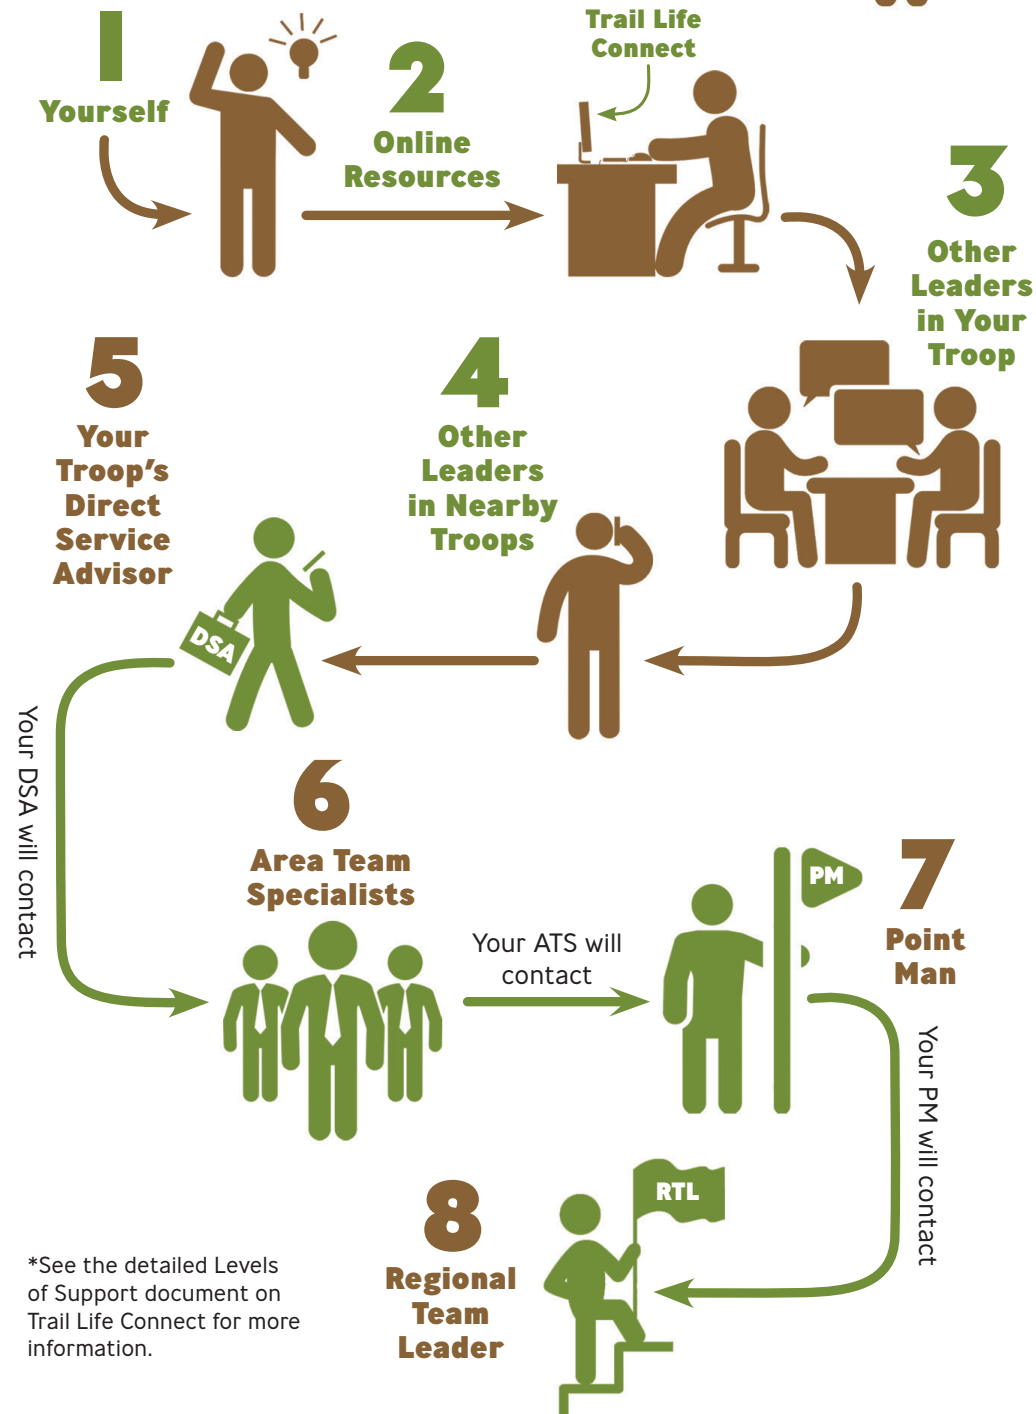 1
Yourself
2
Online
Resources
Trail Life
Connect
3
Other
Leaders
in Your
Troop
4
Other
Leaders
in Nearby
Troops
5
Your
Troop’s
Direct
Service
Advisor
DSA
Your DSA will contact
6
Area Team
Specialists
Your ATS will
contact
7
Point
Man
PM
Your PM will contact
8
Regional
Team
Leader
RTL
*See the detailed Levels
of Support document on
Trail Life Connect for more
information.